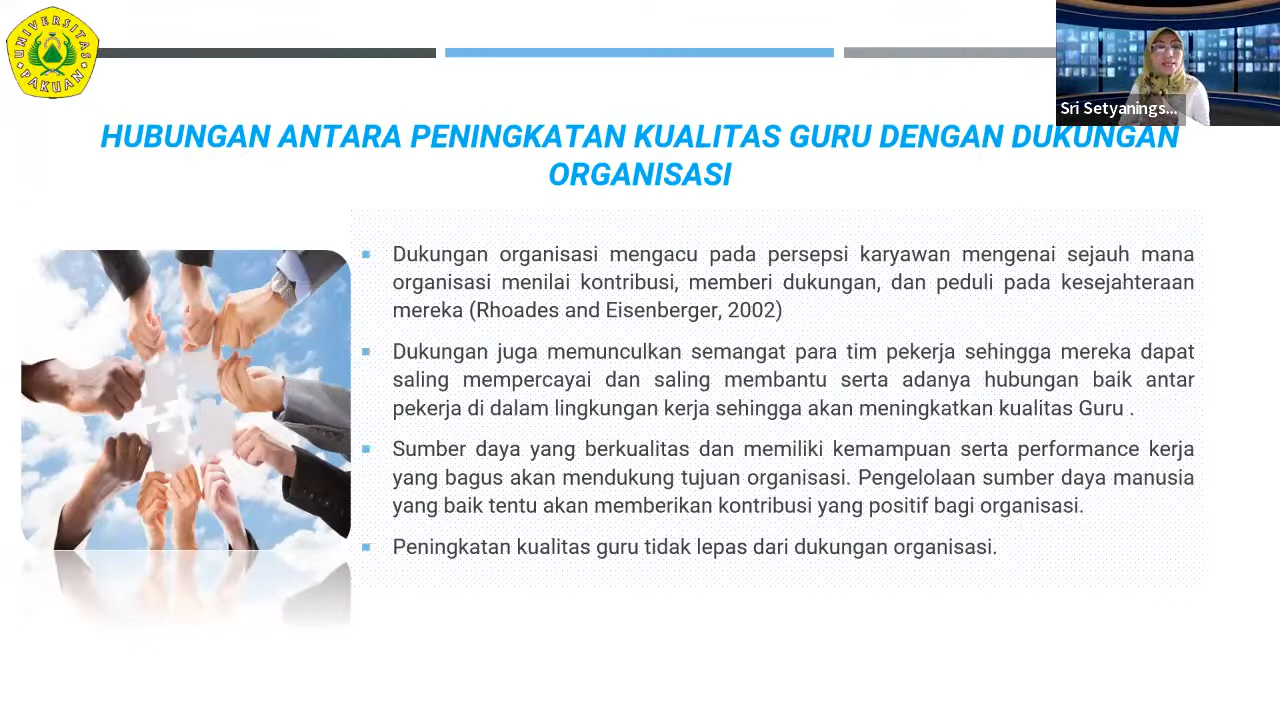 UNIVERSITAS
PAKUAN
Sri Setyanings...
HUBUNGAN ANTARA PENINGKATAN KUALITAS GURU DENGAN DUKUNGAN
ORGANISASI
Dukungan organisasi mengacu pada persepsi karyawan mengenai sejauh mana
organisasi menilai kontribusi, memberi dukungan, dan peduli pada kesejahteraan
mereka (Rhoades and Eisenberger, 2002)
Dukungan juga memunculkan semangat para tim pekerja sehingga mereka dapat
saling mempercayai dan saling membantu serta adanya hubungan baik antar
pekerja di dalam lingkungan kerja sehingga akan meningkatkan kualitas Guru .
Sumber daya yang berkualitas dan memiliki kemampuan serta performance kerja
yang bagus akan mendukung tujuan organisasi. Pengelolaan sumber daya manusia
yang baik tentu akan memberikan kontribusi yang positif bagi organisasi.
Peningkatan kualitas guru tidak lepas dari dukungan organisasi.